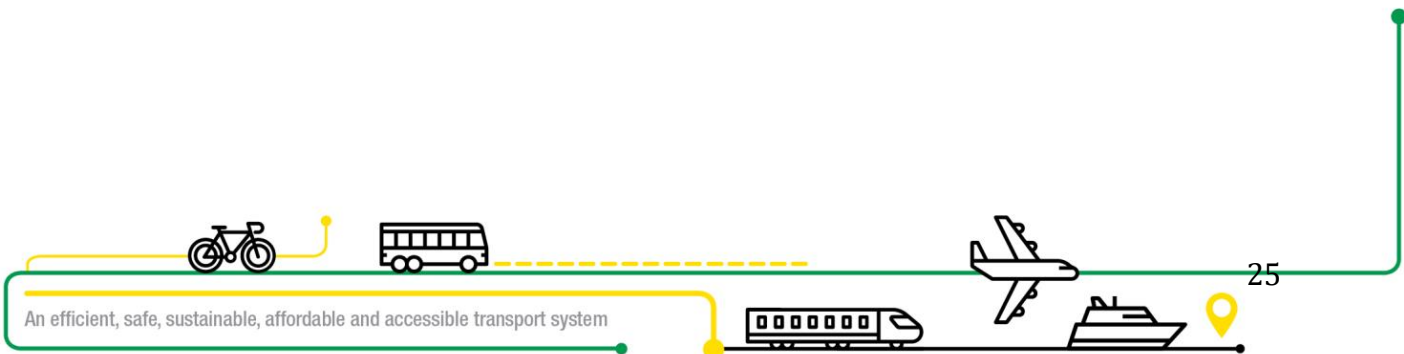 25
An efficient, safe, sustainable, affordable and accessible transport system